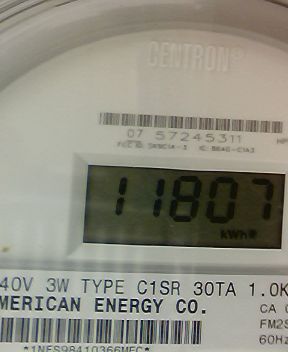 CENTRON®
07 57245311
11807
kWh
40V 3W TYPE C1SR 30TA 1.0K
MERICAN ENERGY CO.
CA
FM2S
60Hz